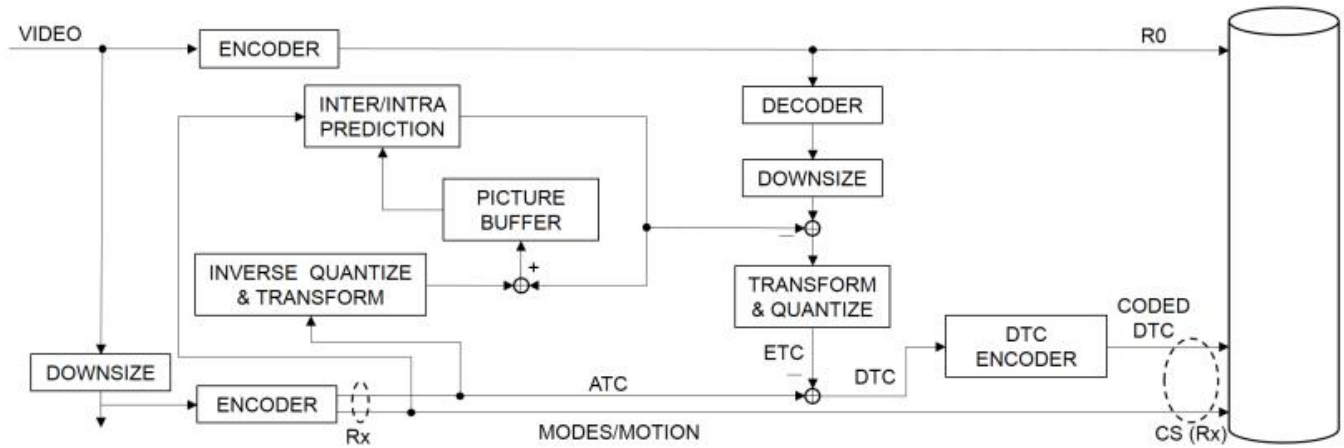 VIDEO
ENCODER
R0
INTER/INTRA
PREDICTION
DECODER
DOWNSIZE
PICTURE
BUFFER
_
+
INVERSE QUANTIZE
& TRANSFORM
TRANSFORM
& QUANTIZE
CODED
DTC
DTC
ENCODER
ETC
_
DTC
DOWNSIZE
ATC
ENCODER
Rx
MODES/MOTION
CS (Rx)